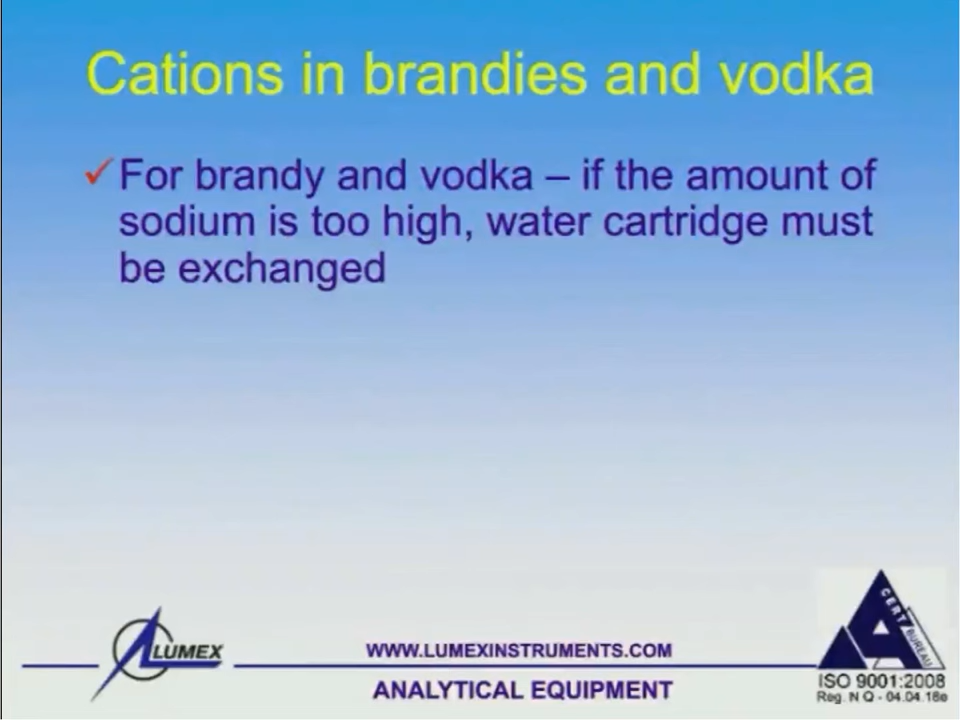 Cations in brandies and vodka
✓ For brandy and vodka – if the amount of
sodium is too high, water cartridge must
be exchanged
LUMEX
WWW.LUMEXINSTRUMENTS.COM
ANALYTICAL EQUIPMENT
CERT
BUREAU
ISO 9001:2008
Reg. N Q - 04.04.18e